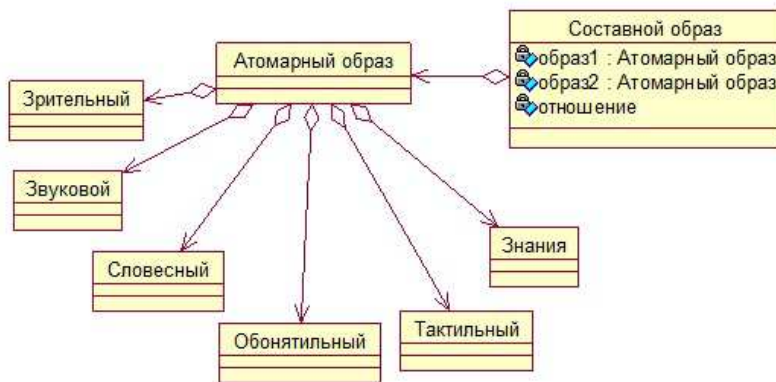 Составной образ
образ1 : Атомарный образ
образ2 : Атомарный образ
отношение
Атомарный образ
Зрительный
Звуковой
Словесный
Обонятильный
Тактильный
Знания